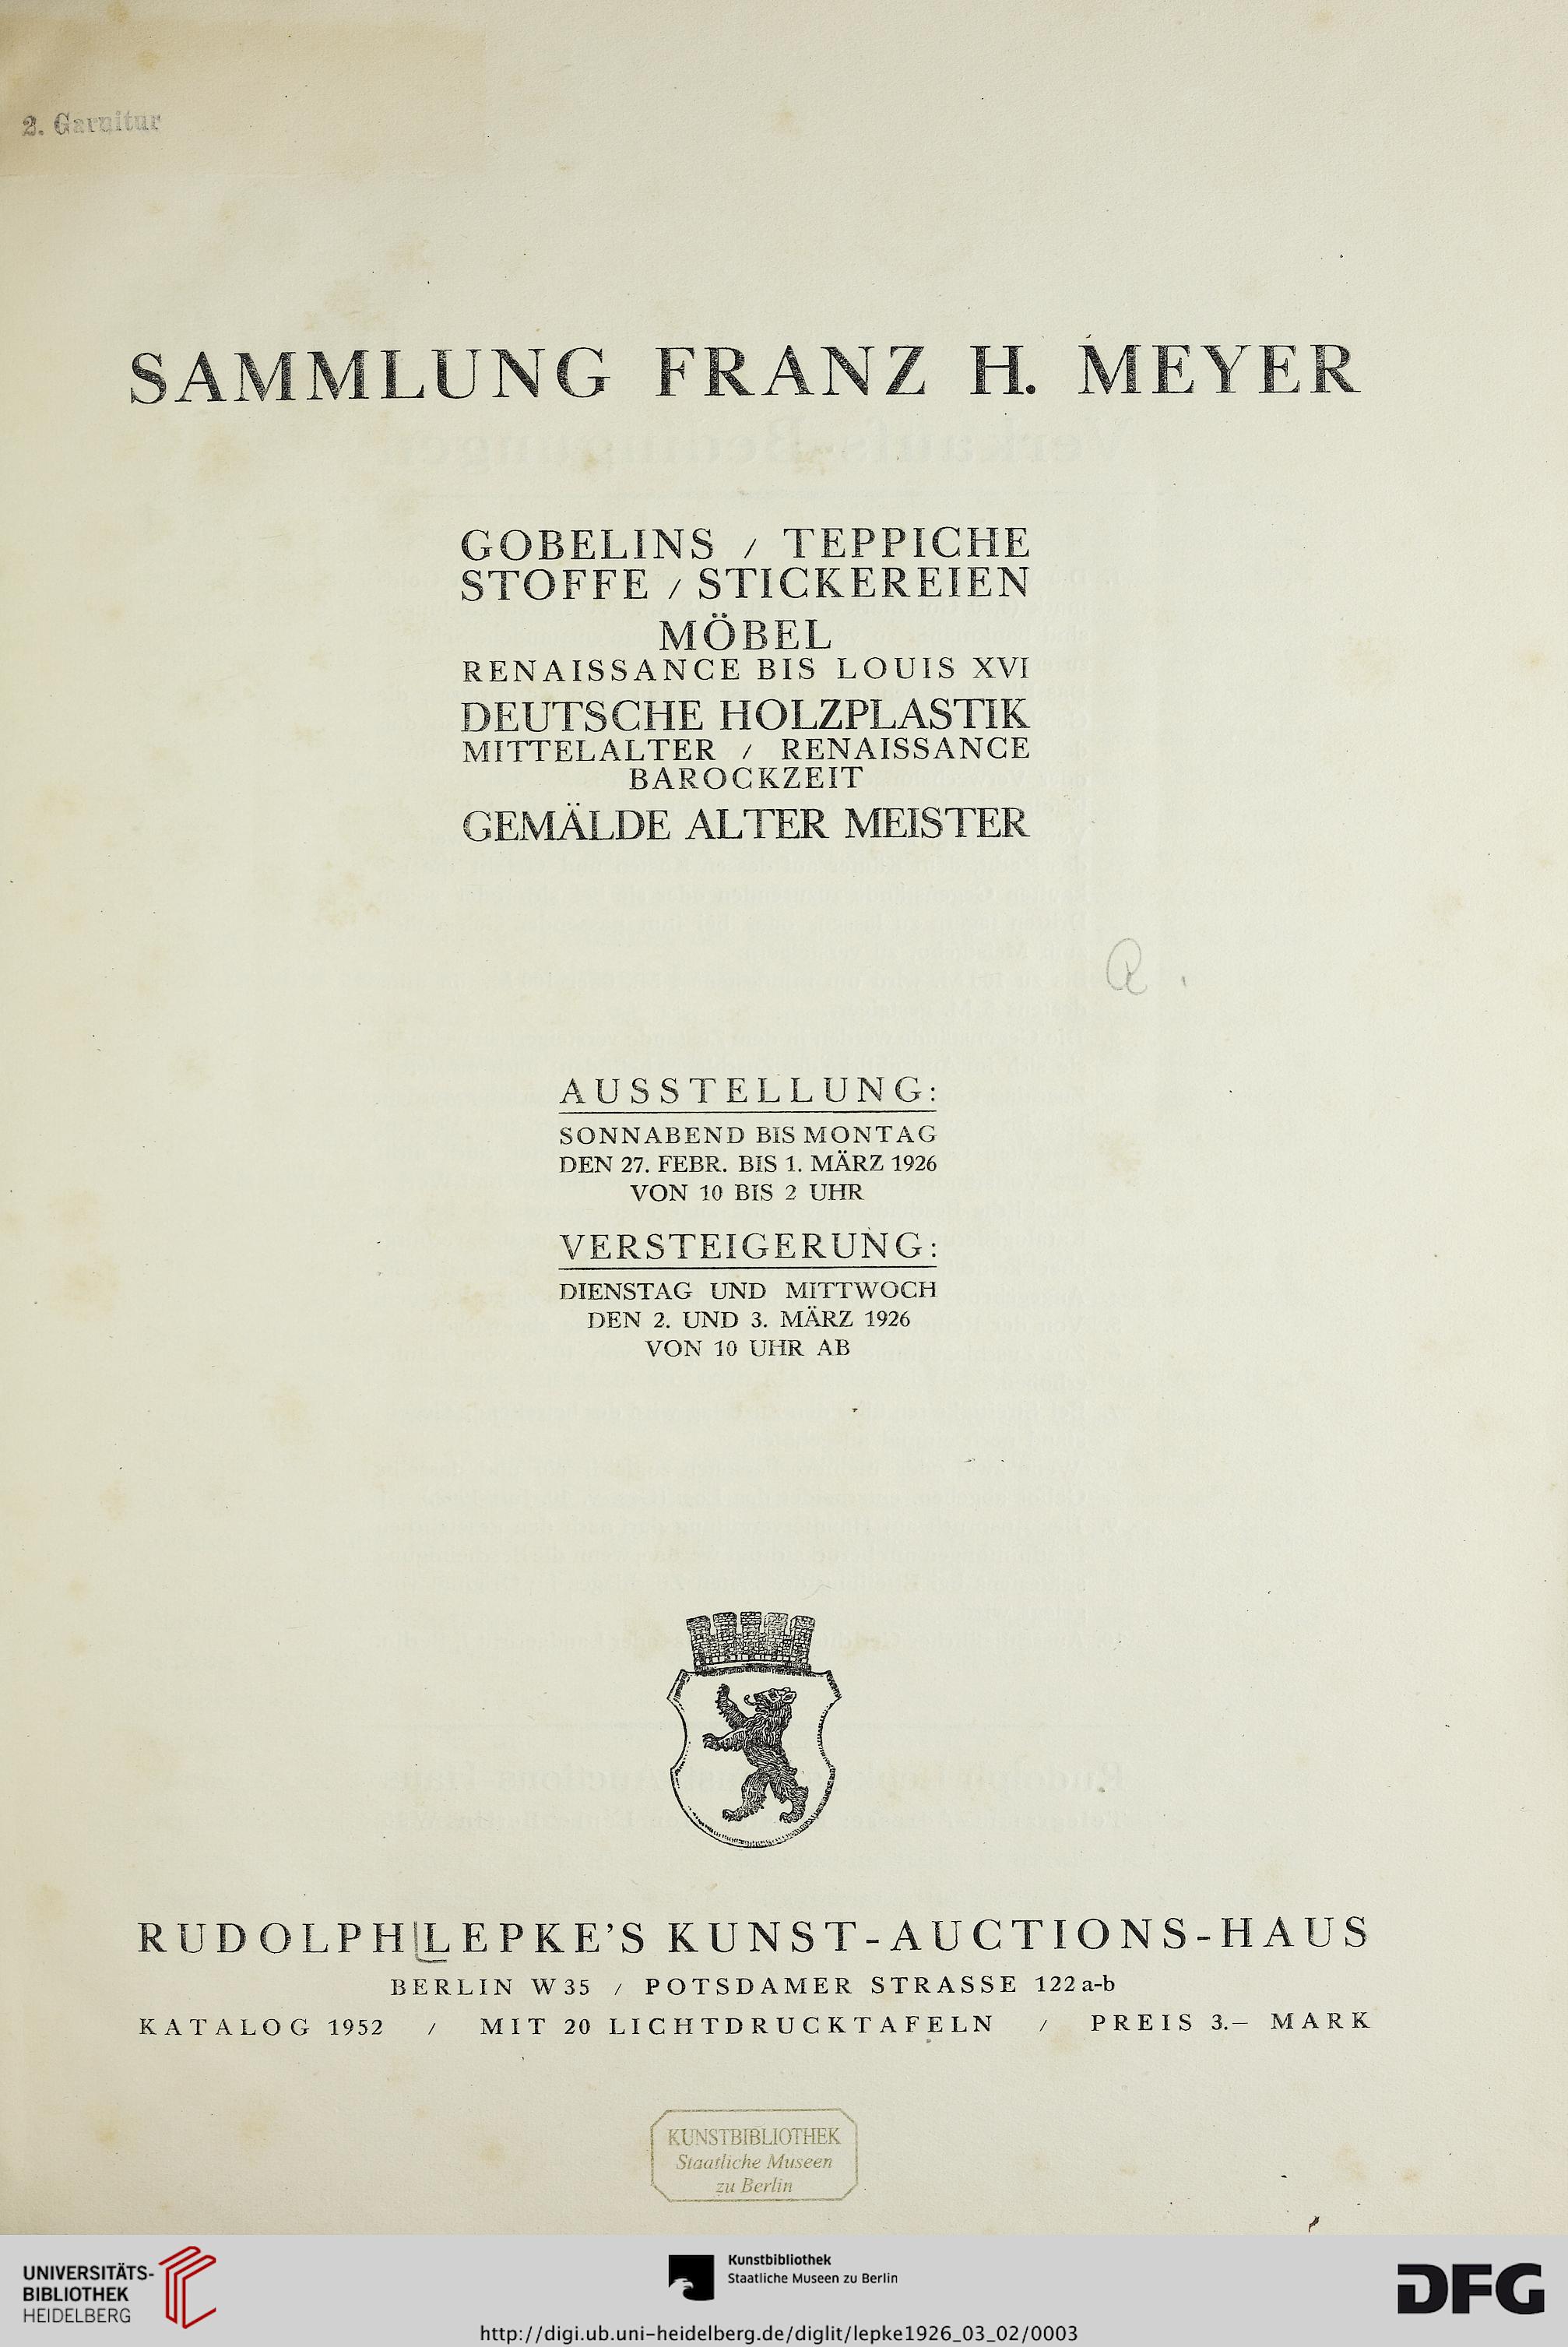 2. Garnitur
SAMMLUNG FRANZ H. MEYER
GOBELINS / TEPPICHE
STOFFE / STICKEREIEN
MÖBEL
RENAISSANCE BIS LOUIS XVI
DEUTSCHE HOLZPLASTIK
MITTELALTER / RENAISSANCE
BAROCKZEIT
GEMÄLDE ALTER MEISTER
AUSSTELLUNG:
SONNABEND BIS MONTAG
DEN 27. FEBR. BIS 1. MÄRZ 1926
VON 10 BIS 2 UHR
VERSTEIGERUNG:
DIENSTAG UND MITTWOCH
DEN 2. UND 3. MÄRZ 1926
VON 10 UHR AB
RUDOLPH LEPKE'S KUNST-AUCTIONS-HAUS
BERLIN W 35 / POTSDAMER STRASSE 122 a-b
KATALOG 1952 / MIT 20 LICHTDRUCKTAFELN / PREIS 3.— MARK
KUNSTBIBLIOTHEK
Staatliche Museen
zu Berlin
UNIVERSITÄTS-
BIBLIOTHEK
HEIDELBERG
Kunstbibliothek
Staatliche Museen zu Berlin
DFG
http://digi.ub.uni-heidelberg.de/diglit/lepke1926_03_02/0003